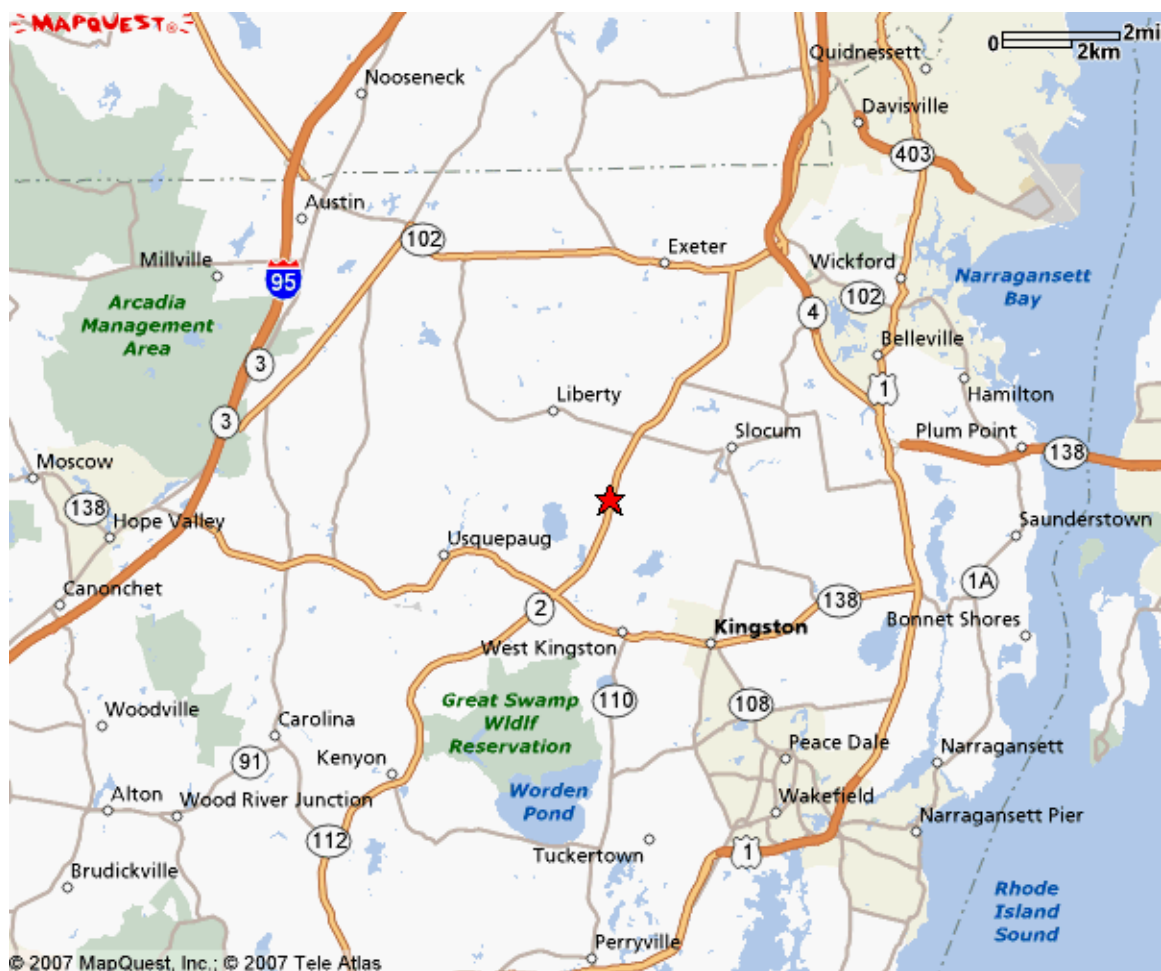 MAPQUEST®
0 2mi
2km
Quidnessett
Nooseneck
Davisville
403
Austin
102
Exeter
Millville
95
Wickford
Narragansett
Bay
102
Arcadia
Management
Area
4
Belleville
3
1
Hamilton
Liberty
3
Slocum
Plum Point
138
Moscow
138
Hope Valley
Saunderstown
Usquepaug
1A
Canonchet
2
138
Bonnet Shores
West Kingston
Kingston
Great Swamp
Wldlf
Reservation
110
108
Woodville
Carolina
Peace Dale
Narragansett
91
Kenyon
Worden
Pond
Alton
Wood River Junction
Wakefield
Narragansett Pier
112
Tuckertown
1
Brudickville
Rhode
Island
Sound
Perryville
© 2007 MapQuest, Inc.; © 2007 Tele Atlas